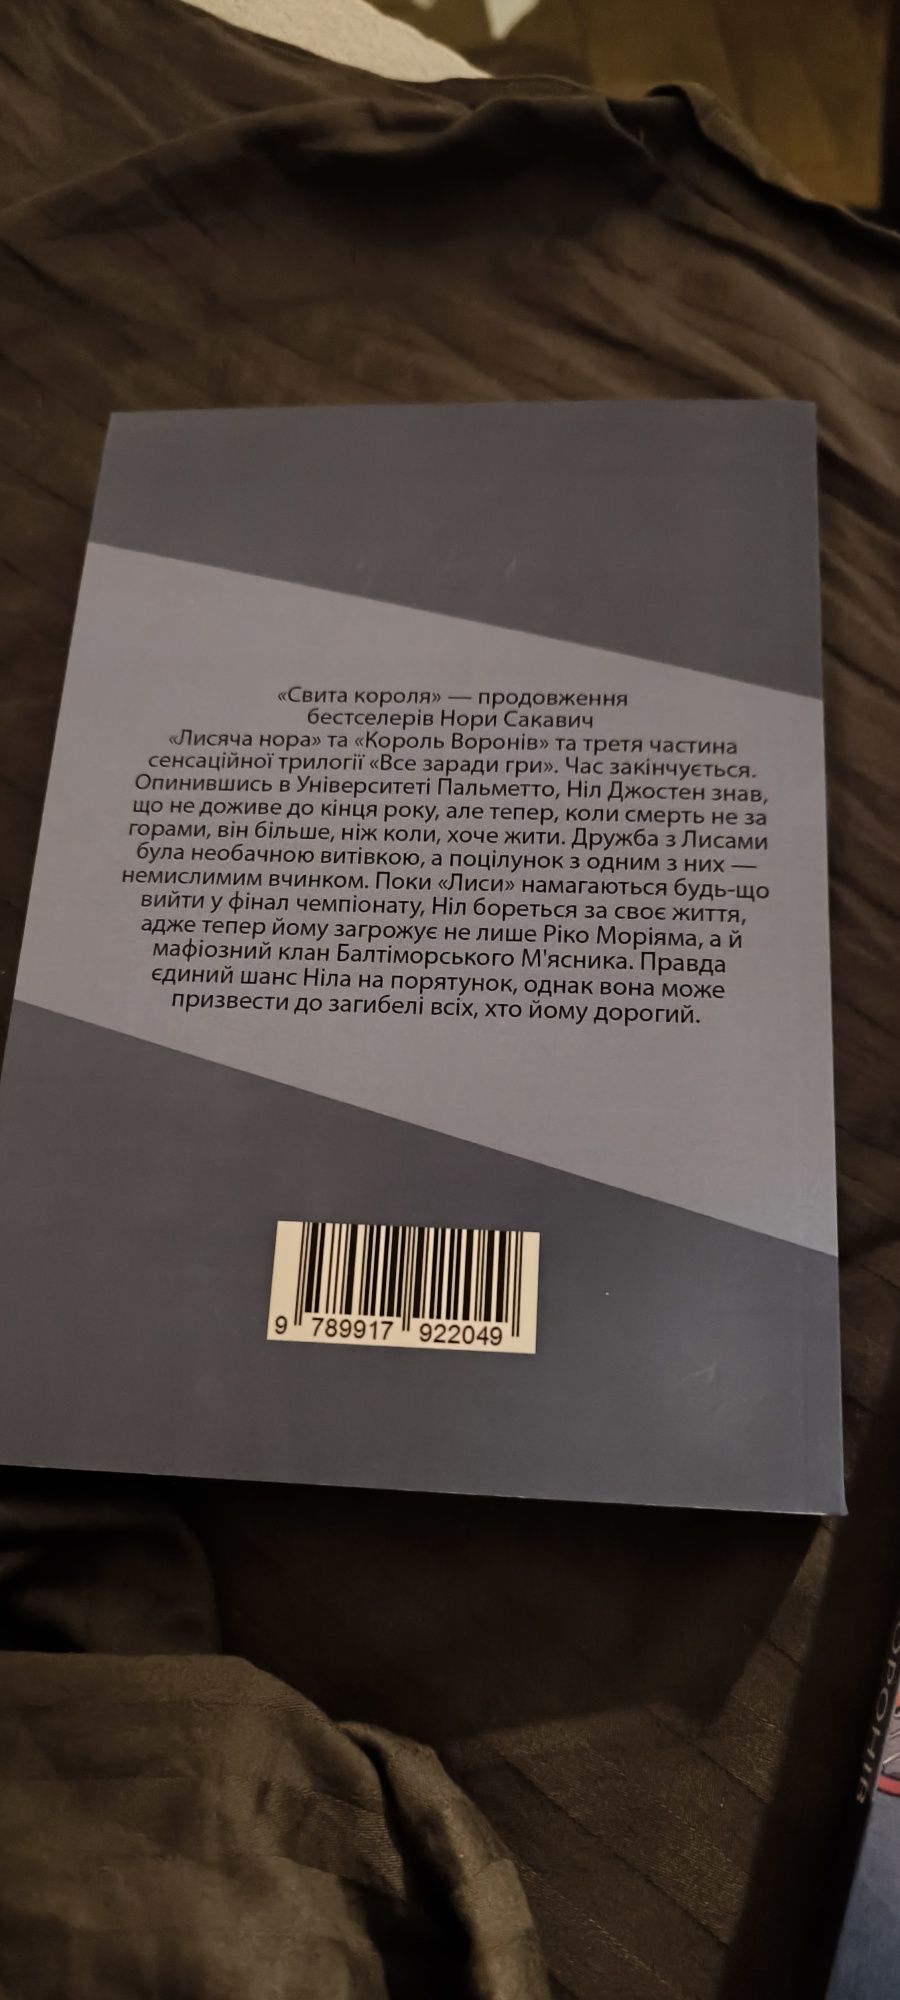 «Свита короля» — продовження
бестселерів Нори Сакавич
«Лисяча нора» та «Король Воронів» та третя частина
сенсаційної трилогії «Все заради гри». Час закінчується.
Опинившись в Університеті Пальметто, Ніл Джостен знав,
що не доживе до кінця року, але тепер, коли смерть не за
горами, він більше, ніж коли, хоче жити. Дружба з Лисами
була необачною витівкою, а поцілунок з одним з них —
немислимим вчинком. Поки «Лиси» намагаються будь-що
вийти у фінал чемпіонату, Ніл бореться за своє життя,
адже тепер йому загрожує не лише Ріко Моріяма, а й
мафіозний клан Балтіморського М'ясника. Правда
єдиний шанс Ніла на порятунок, однак вона може
призвести до загибелі всіх, хто йому дорогий.
9 789917 922049
ОРОНІВ